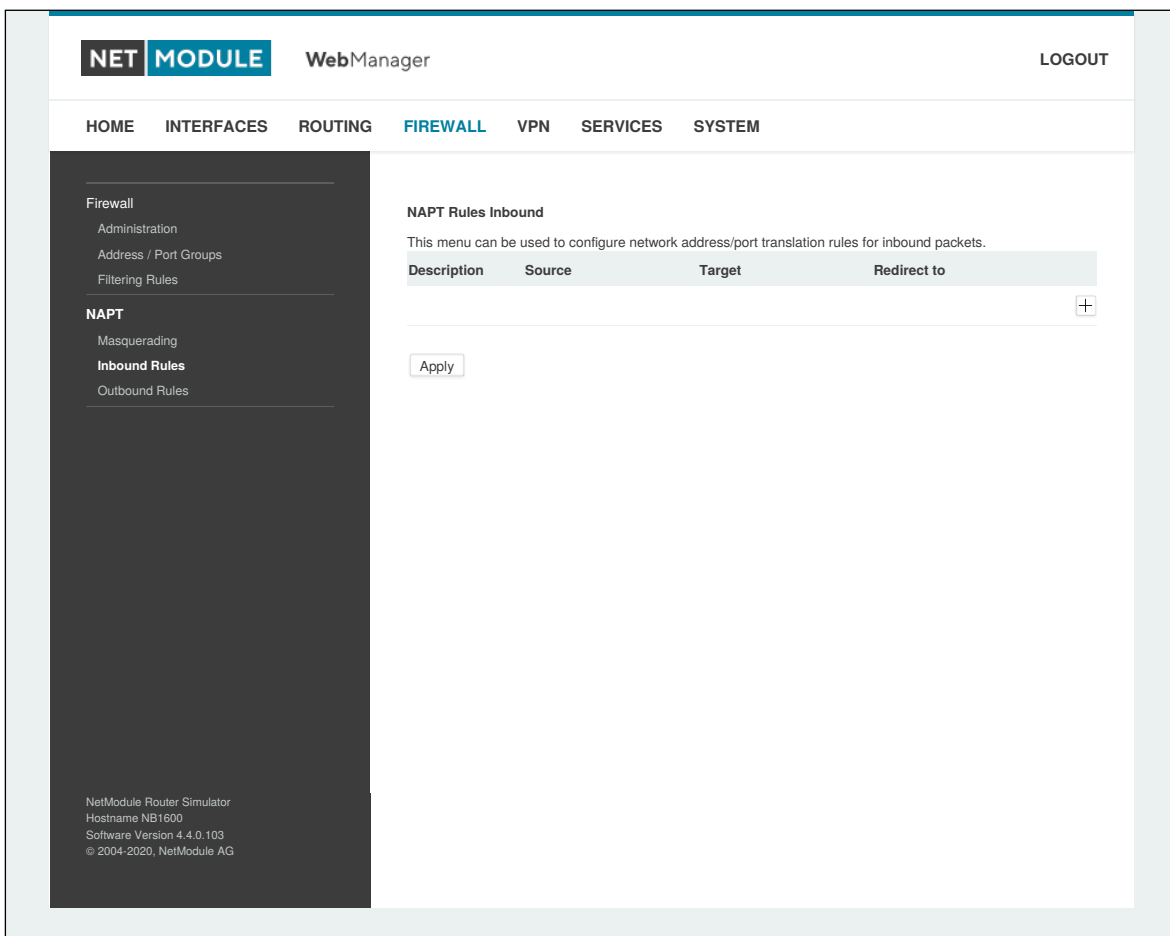 NET MODULE WebManager LOGOUT
HOME INTERFACES ROUTING FIREWALL VPN SERVICES SYSTEM
Firewall
Administration
Address / Port Groups
Filtering Rules
NAPT
Masquerading
Inbound Rules
Outbound Rules
NAPT Rules Inbound
This menu can be used to configure network address/port translation rules for inbound packets.
Description Source Target Redirect to
Apply
NetModule Router Simulator
Hostname NB1600
Software Version 4.4.0.103
© 2004-2020, NetModule AG